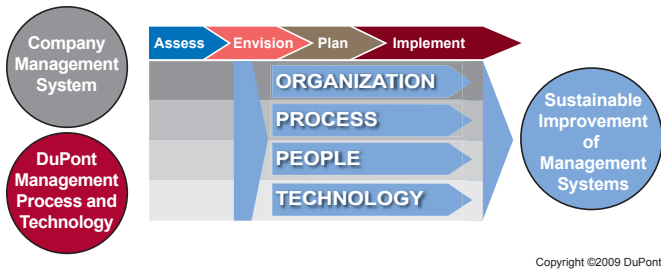 Company
Management
System
DuPont
Management
Process and
Technology
Assess Envision Plan Implement
ORGANIZATION
PROCESS
PEOPLE
TECHNOLOGY
Sustainable
Improvement
of
Management
Systems
Copyright ©2009 DuPont